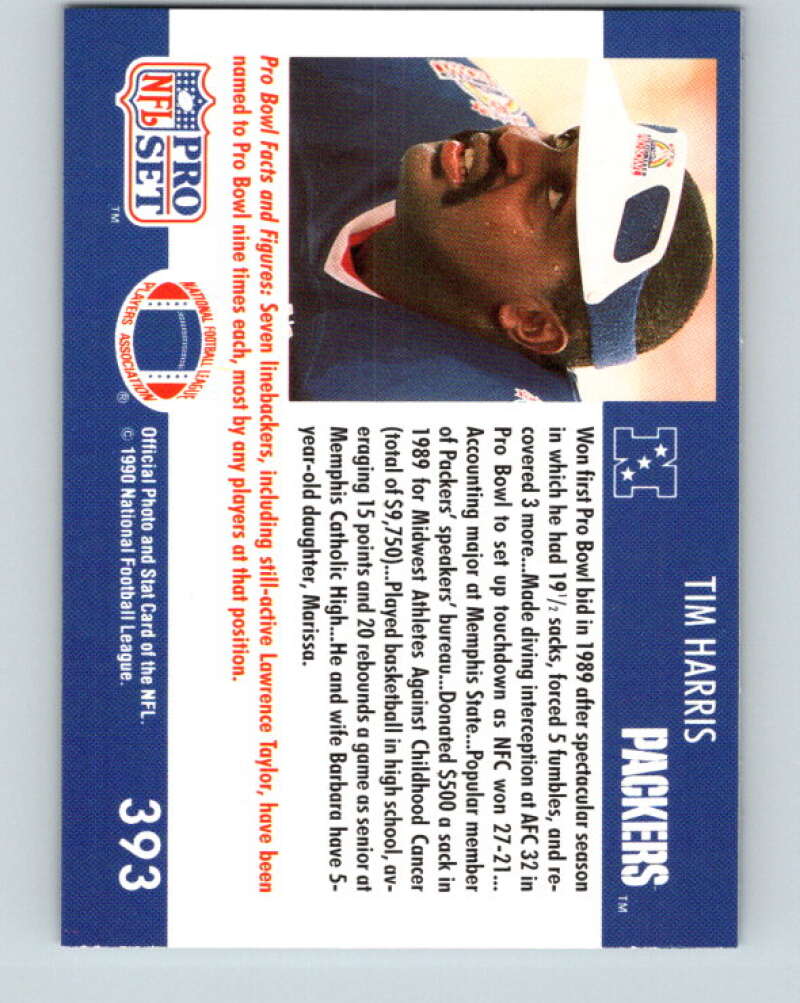 TIM HARRIS
PACKERS™
Won first Pro Bowl bid in 1989 after spectacular season
in which he had 19 1/2 sacks, forced 5 fumbles, and re-
covered 3 more...Made diving interception at AFC 32 in
Pro Bowl to set up touchdown as NFC won 27-21...
Accounting major at Memphis State...Popular member
of Packers' speakers' bureau...Donated $500 a sack in
1989 for Midwest Athletes Against Childhood Cancer
(total of $9,750)...Played basketball in high school, av-
eraging 15 points and 20 rebounds a game as senior at
Memphis Catholic High...He and wife Barbara have 5-
year-old daughter, Marissa.
Pro Bowl Facts and Figures: Seven linebackers, including still-active Lawrence Taylor, have been
named to Pro Bowl nine times each, most by any players at that position.
NFL
PRO
SET
™
NATIONAL FOOTBALL LEAGUE
PLAYERS ASSOCIATION
®
Official Photo and Stat Card of the NFL.
© 1990 National Football League.
393